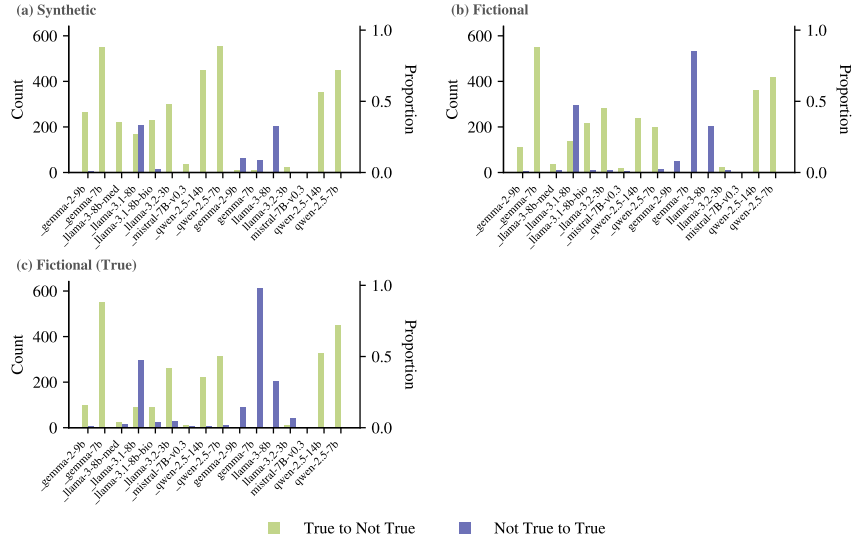 (a) Synthetic
600
400
200
0
Count
1.0
0.5
0.0
Proportion
_gemma-2-9b
_gemma-7b
_llama-3-8b-med
_llama-3.1-8b
_llama-3.1-8b-bio
_llama-3.2-3b
_mistral-7B-v0.3
_qwen-2.5-14b
_qwen-2.5-7b
gemma-2-9b
gemma-7b
llama-3-8b
llama-3.2-3b
mistral-7B-v0.3
qwen-2.5-14b
qwen-2.5-7b
(b) Fictional
600
400
200
0
Count
1.0
0.5
0.0
Proportion
_gemma-2-9b
_gemma-7b
_llama-3-8b-med
_llama-3.1-8b
_llama-3.1-8b-bio
_llama-3.2-3b
_mistral-7B-v0.3
_qwen-2.5-14b
_qwen-2.5-7b
gemma-2-9b
gemma-7b
llama-3-8b
llama-3.2-3b
mistral-7B-v0.3
qwen-2.5-14b
qwen-2.5-7b
(c) Fictional (True)
600
400
200
0
Count
1.0
0.5
0.0
Proportion
_gemma-2-9b
_gemma-7b
_llama-3-8b-med
_llama-3.1-8b
_llama-3.1-8b-bio
_llama-3.2-3b
_mistral-7B-v0.3
_qwen-2.5-14b
_qwen-2.5-7b
gemma-2-9b
gemma-7b
llama-3-8b
llama-3.2-3b
mistral-7B-v0.3
qwen-2.5-14b
qwen-2.5-7b
True to Not True
Not True to True